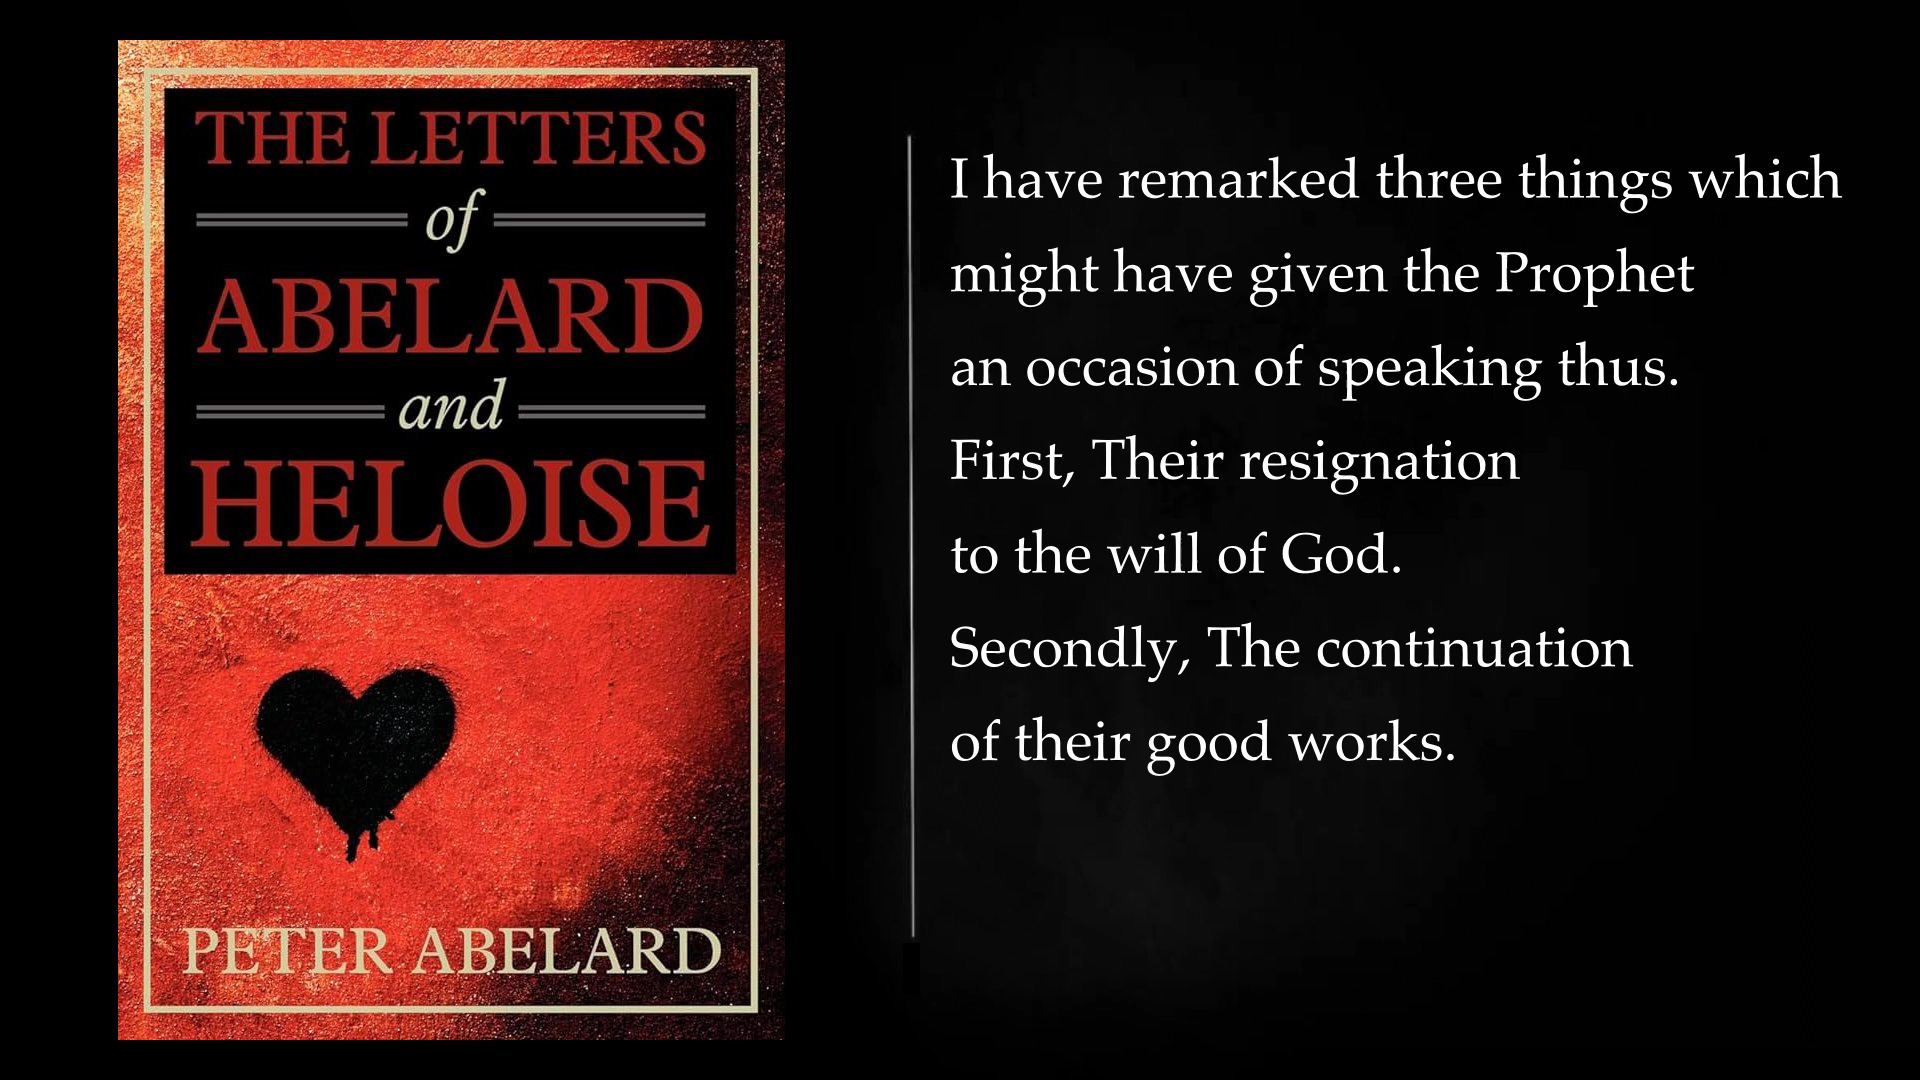 THE LETTERS
of
ABELARD
and
HELOISE
PETER ABELARD
I have remarked three things which
might have given the Prophet
an occasion of speaking thus.
First, Their resignation
to the will of God.
Secondly, The continuation
of their good works.